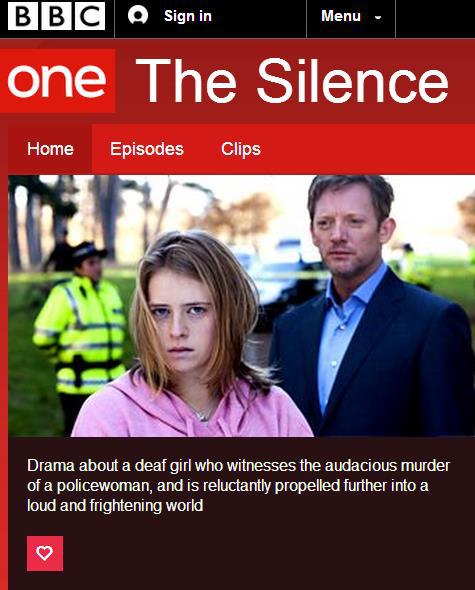 BBC Sign in Menu
one The Silence
Home Episodes Clips
Drama about a deaf girl who witnesses the audacious murder
of a policewoman, and is reluctantly propelled further into a
loud and frightening world